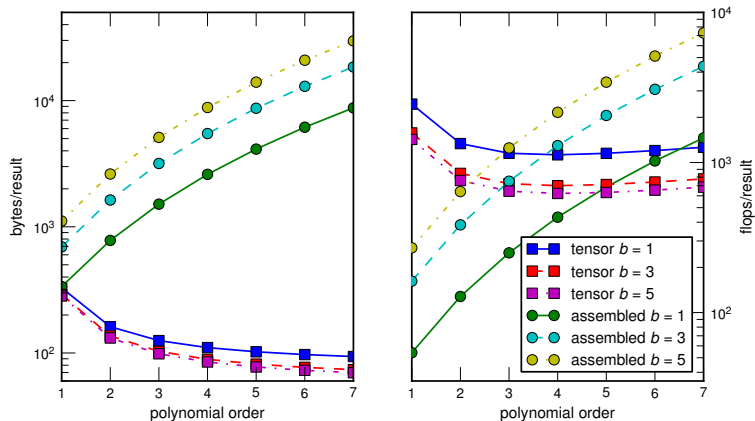 bytes/result
10^4
10^3
10^2
1 2 3 4 5 6 7
polynomial order
flops/result
10^4
10^3
10^2
tensor b = 1
tensor b = 3
tensor b = 5
assembled b = 1
assembled b = 3
assembled b = 5
1 2 3 4 5 6 7
polynomial order